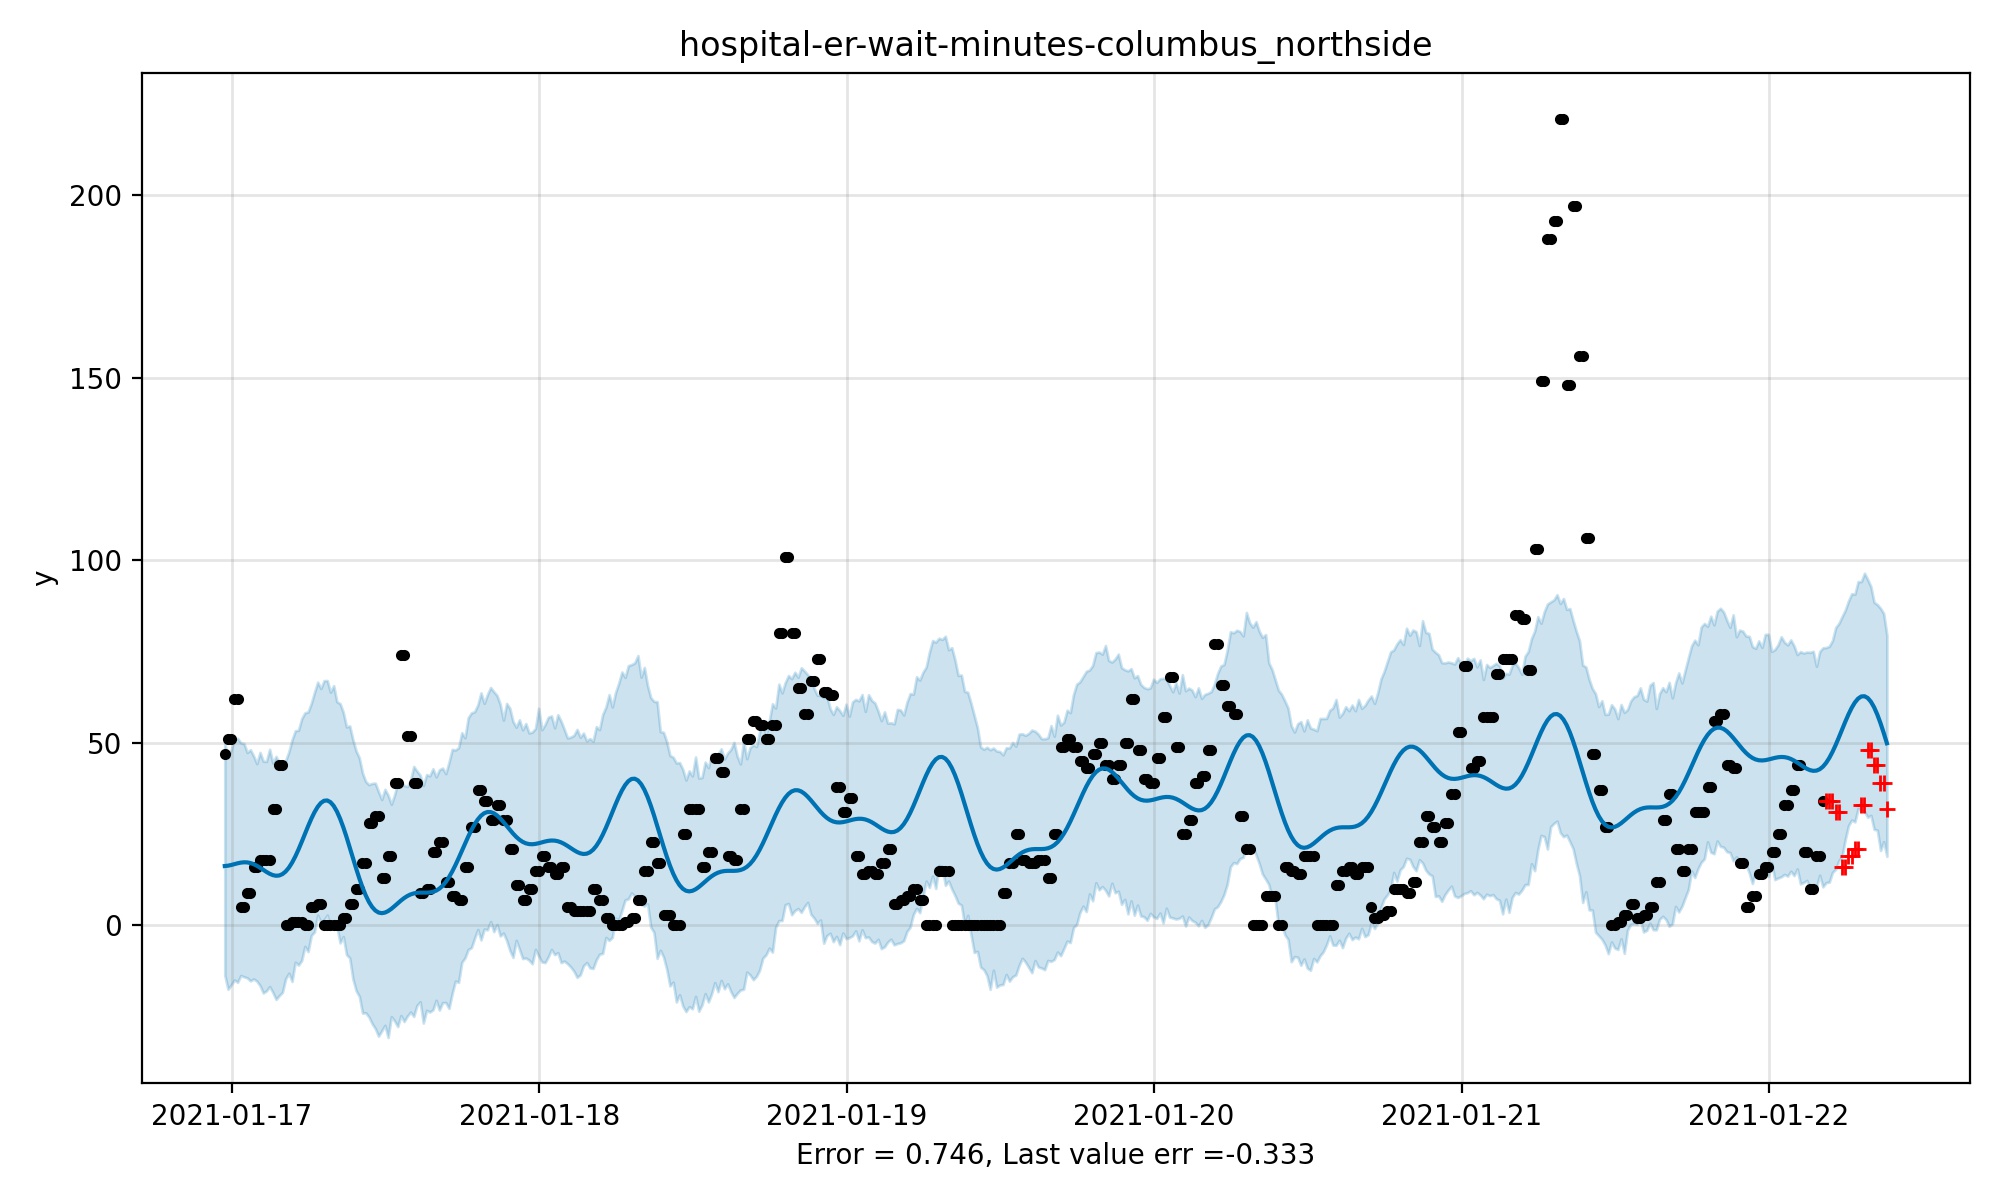 hospital-er-wait-minutes-columbus_northside
y
200
150
100
50
0
2021-01-17 2021-01-18 2021-01-19 2021-01-20 2021-01-21 2021-01-22
Error = 0.746, Last value err =-0.333